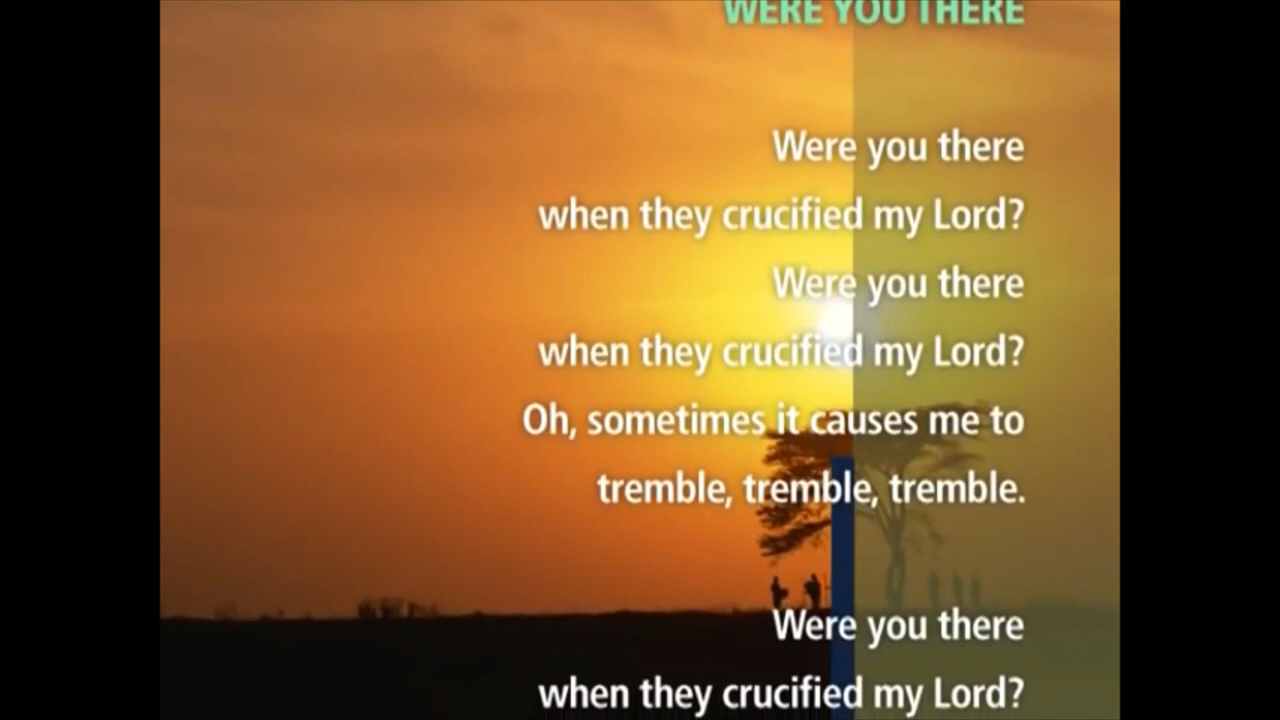 WERE YOU THERE
Were you there
when they crucified my Lord?
Were you there
when they crucified my Lord?
Oh, sometimes it causes me to
tremble, tremble, tremble.
Were you there
when they crucified my Lord?